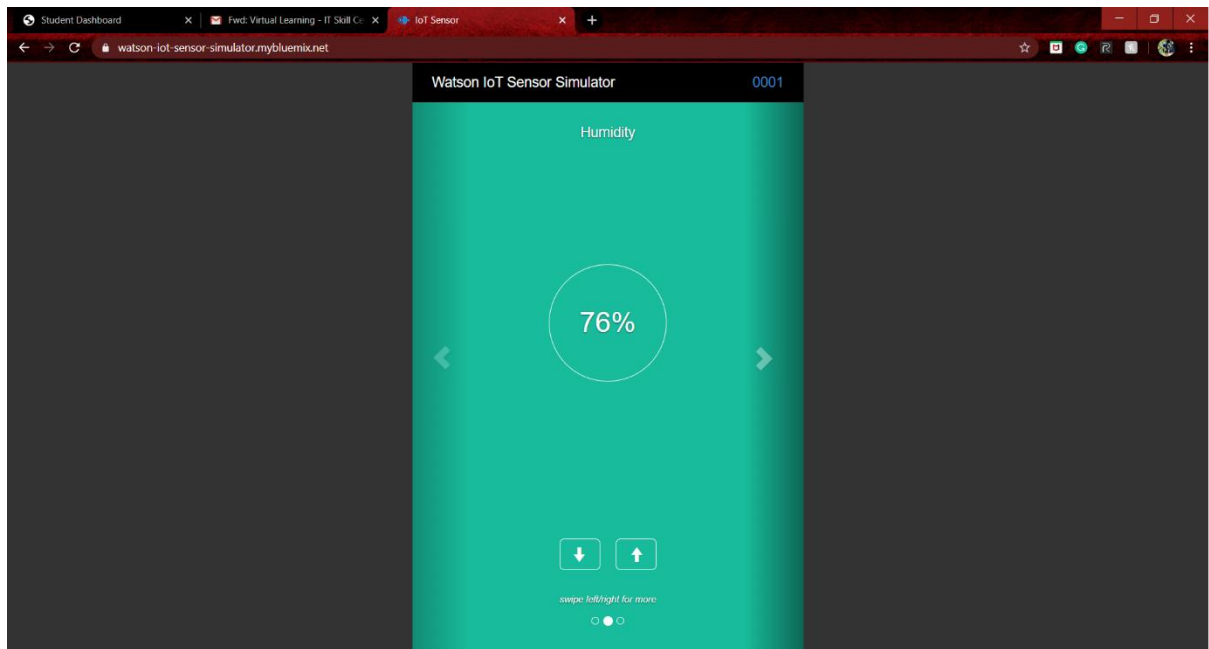 Student Dashboard
Fwd: Virtual Learning - IT Skill Ce
IoT Sensor
watson-iot-sensor-simulator.mybluemix.net
Watson IoT Sensor Simulator 0001
Humidity
76%
swipe left/right for more